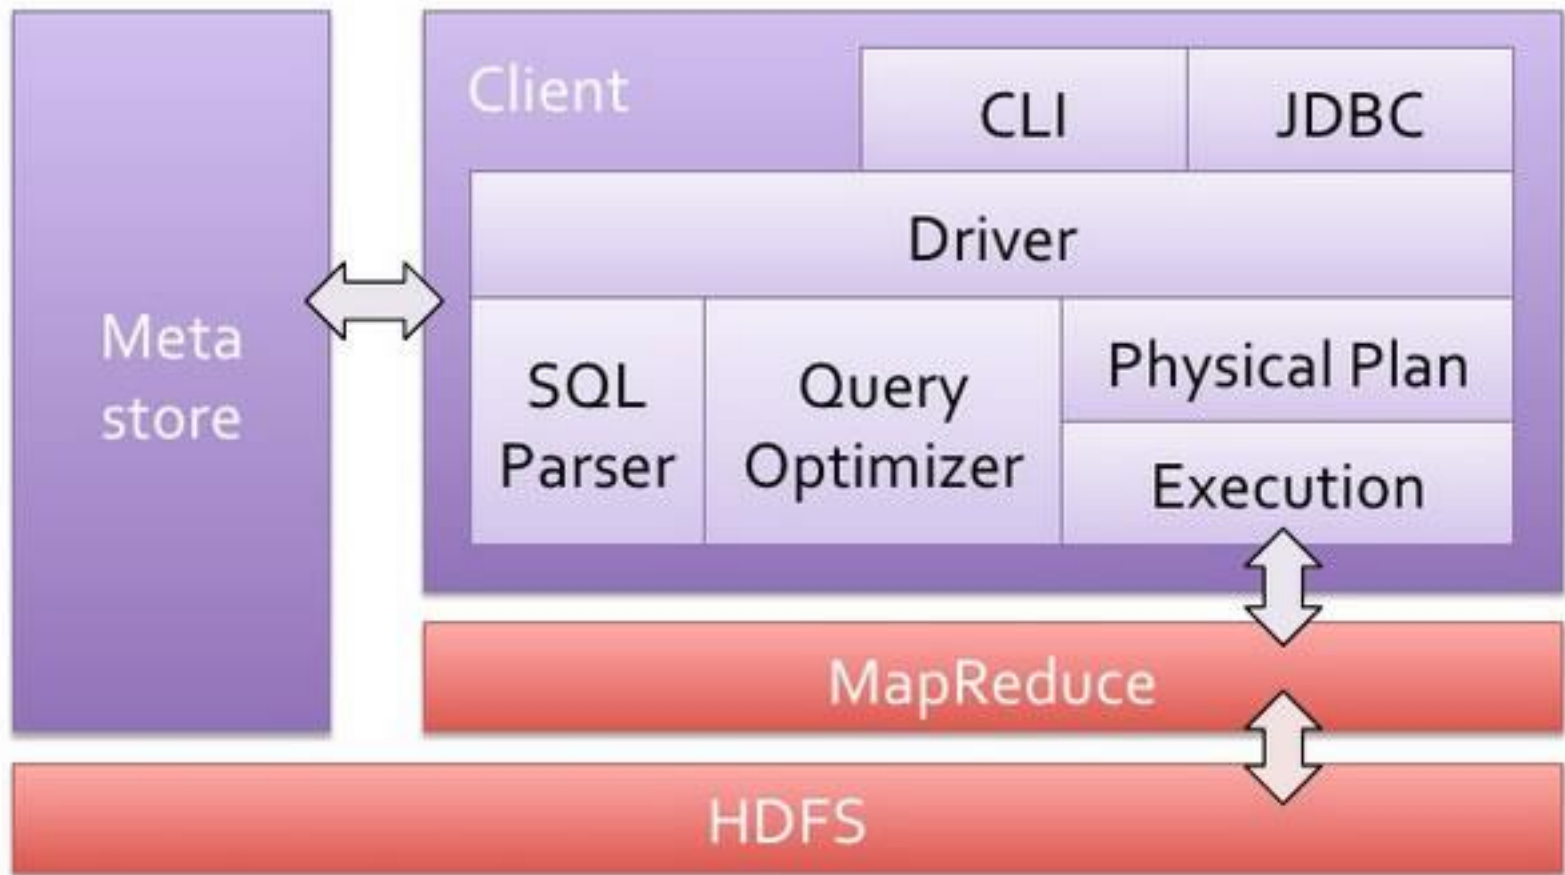 Client
CLI
JDBC
Driver
Meta
store
SQL
Parser
Query
Optimizer
Physical Plan
Execution
MapReduce
HDFS